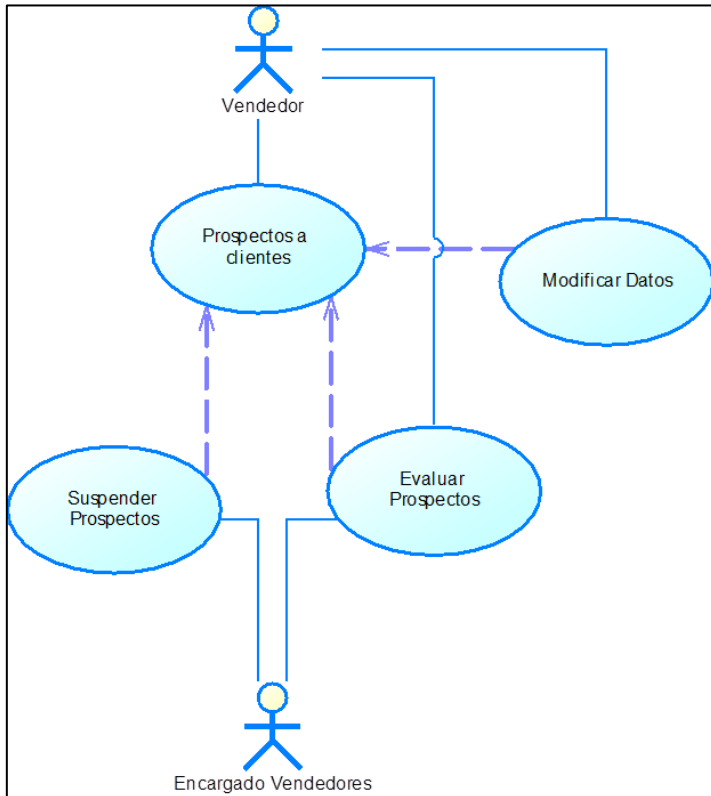 Vendedor
Prospectos a
clientes
Modificar Datos
Suspender
Prospectos
Evaluar
Prospectos
Encargado Vendedores